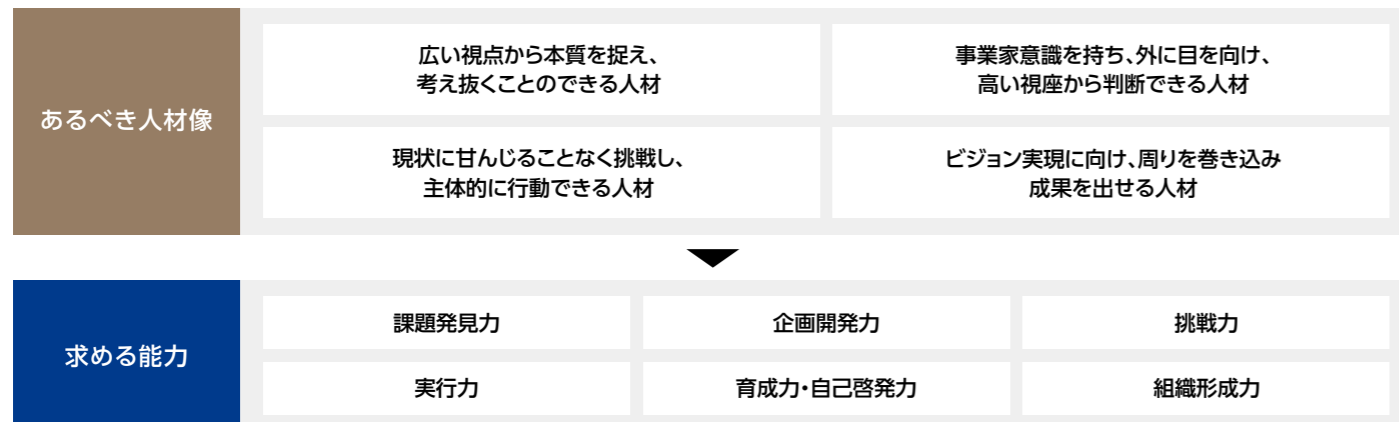 あるべき人材像
広い視点から本質を捉え、
考え抜くことのできる人材
事業家意識を持ち、外に目を向け、
高い視座から判断できる人材
現状に甘んじることなく挑戦し、
主体的に行動できる人材
ビジョン実現に向け、周りを巻き込み
成果を出せる人材
求める能力
課題発見力
企画開発力
挑戦力
実行力
育成力・自己啓発力
組織形成力